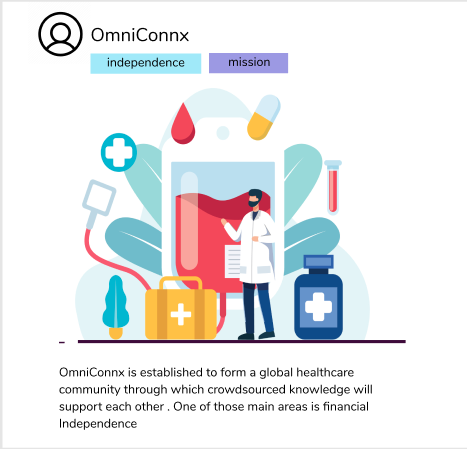 OmniConnx
independence
mission
OmniConnx is established to form a global healthcare
community through which crowdsourced knowledge will
support each other . One of those main areas is financial
Independence